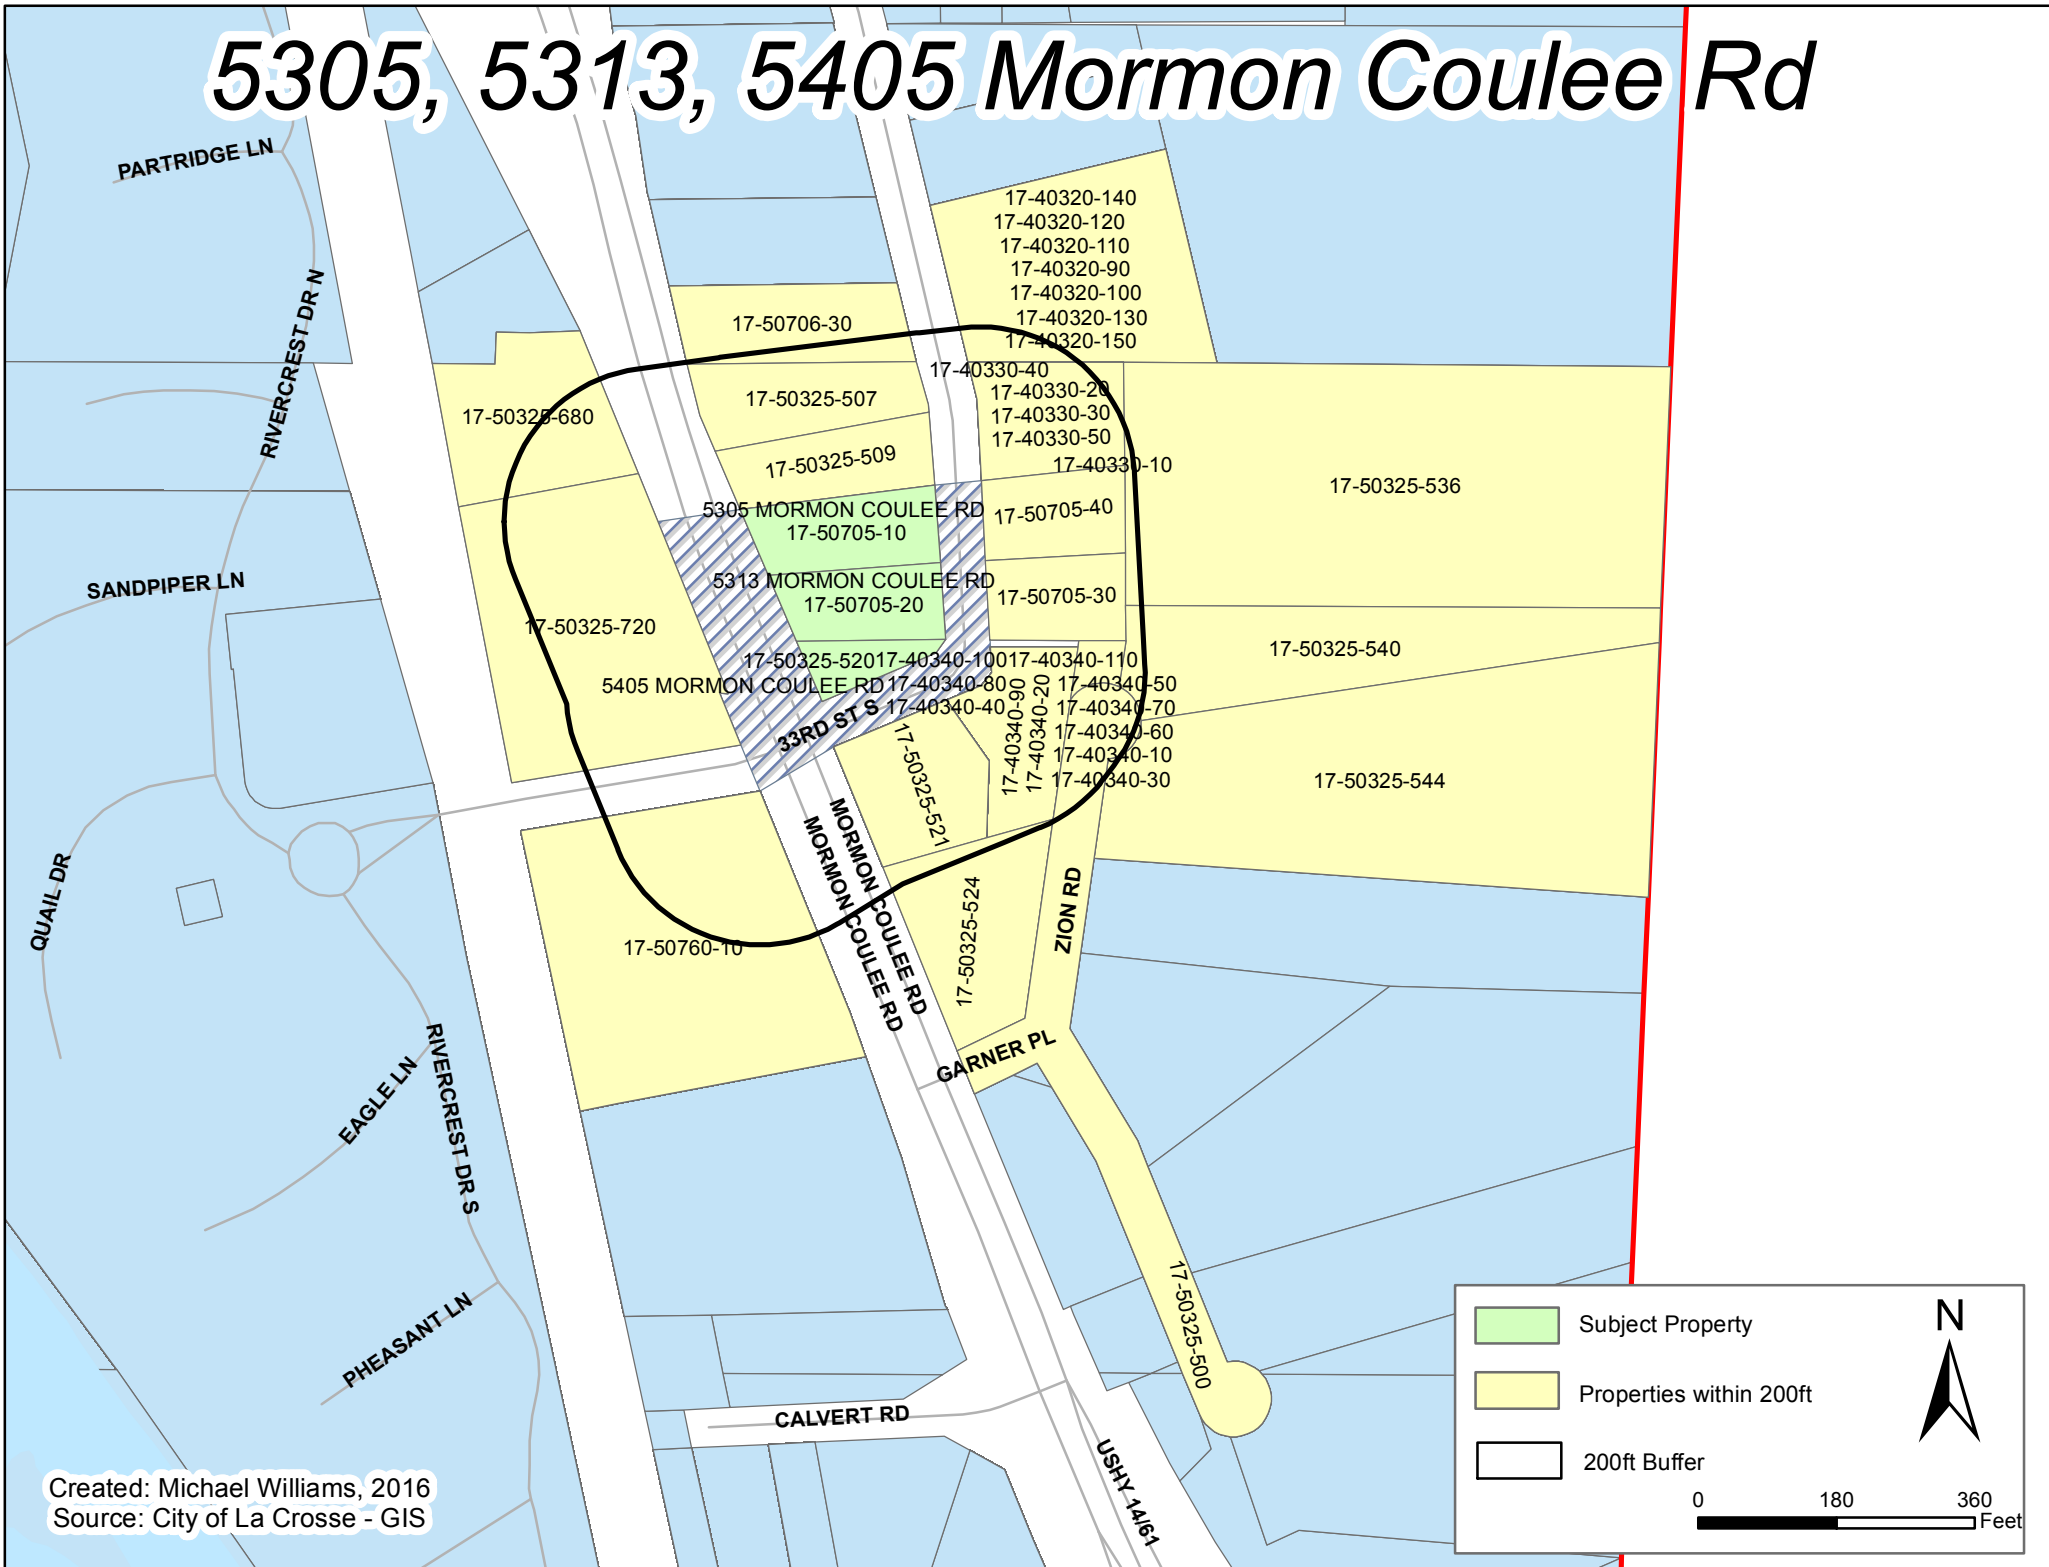 5305, 5313, 5405 Mormon Coulee Rd
PARTRIDGE LN
RIVERCREST DR N
17-40320-140
17-40320-120
17-40320-110
17-40320-90
17-40320-100
17-40320-130
17-40320-150
17-50706-30
17-40330-40
17-40330-20
17-40330-30
17-40330-50
17-40330-10
17-50325-680
17-50325-507
17-50325-509
17-50325-536
5305 MORMON COULEE RD
17-50705-10
17-50705-40
5313 MORMON COULEE RD
17-50705-20
17-50705-30
SANDPIPER LN
17-50325-720
17-50325-540
17-50325-520
17-40340-100
17-40340-110
5405 MORMON COULEE RD
17-40340-80
17-40340-50
17-40340-40
17-40340-70
17-40340-60
17-40340-10
17-40340-30
17-40340-90
17-40340-20
33RD ST S
17-50325-521
17-50325-544
MORMON COULEE RD
MORMON COULEE RD
QUAIL DR
17-50760-10
17-50325-524
ZION RD
GARNER PL
EAGLE LN
RIVERCREST DR S
PHEASANT LN
17-50325-500
CALVERT RD
USHY 14/61
Created: Michael Williams, 2016
Source: City of La Crosse - GIS
Subject Property
Properties within 200ft
200ft Buffer
N
0 180 360
Feet